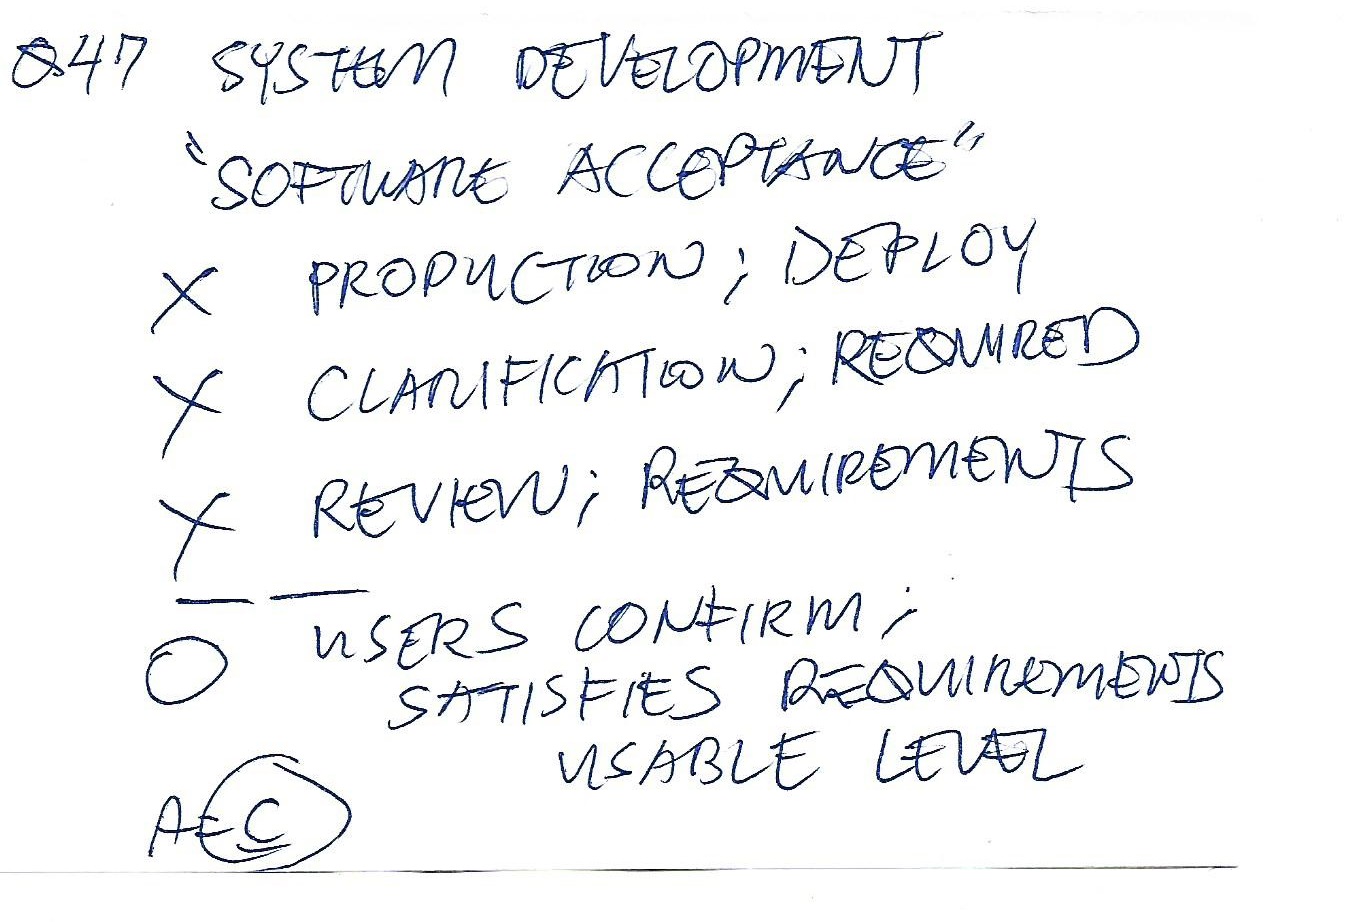 Q47 SYSTEM DEVELOPMENT
"SOFTWARE ACCEPTANCE"
X PRODUCTION; DEPLOY
X CLARIFICATION; REQUIRED
X REVIEW; REQUIREMENTS
O USERS CONFIRM;
SATISFIES REQUIREMENTS
USABLE LEVEL
A= C